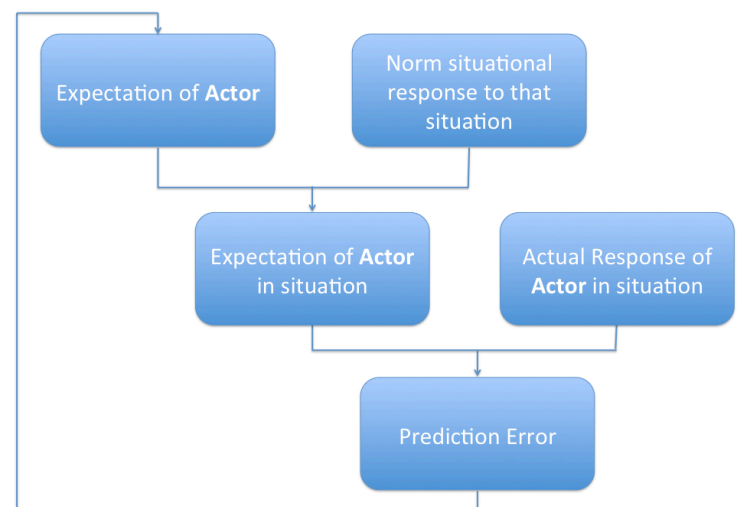 Expectation of Actor
Norm situational
response to that
situation
Expectation of Actor
in situation
Actual Response of
Actor in situation
Prediction Error